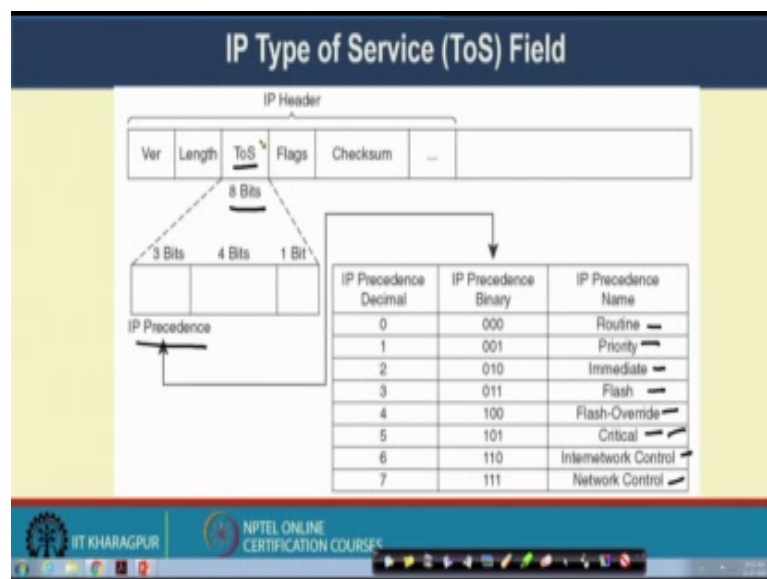 IP Type of Service (ToS) Field
IP Header
Ver Length ToS Flags Checksum ...
8 Bits
3 Bits 4 Bits 1 Bit
IP Precedence
IP Precedence Decimal IP Precedence Binary IP Precedence Name
0 000 Routine
1 001 Priority
2 010 Immediate
3 011 Flash
4 100 Flash-Override
5 101 Critical
6 110 Internetwork Control
7 111 Network Control
IIT KHARAGPUR
NPTEL ONLINE
CERTIFICATION COURSES